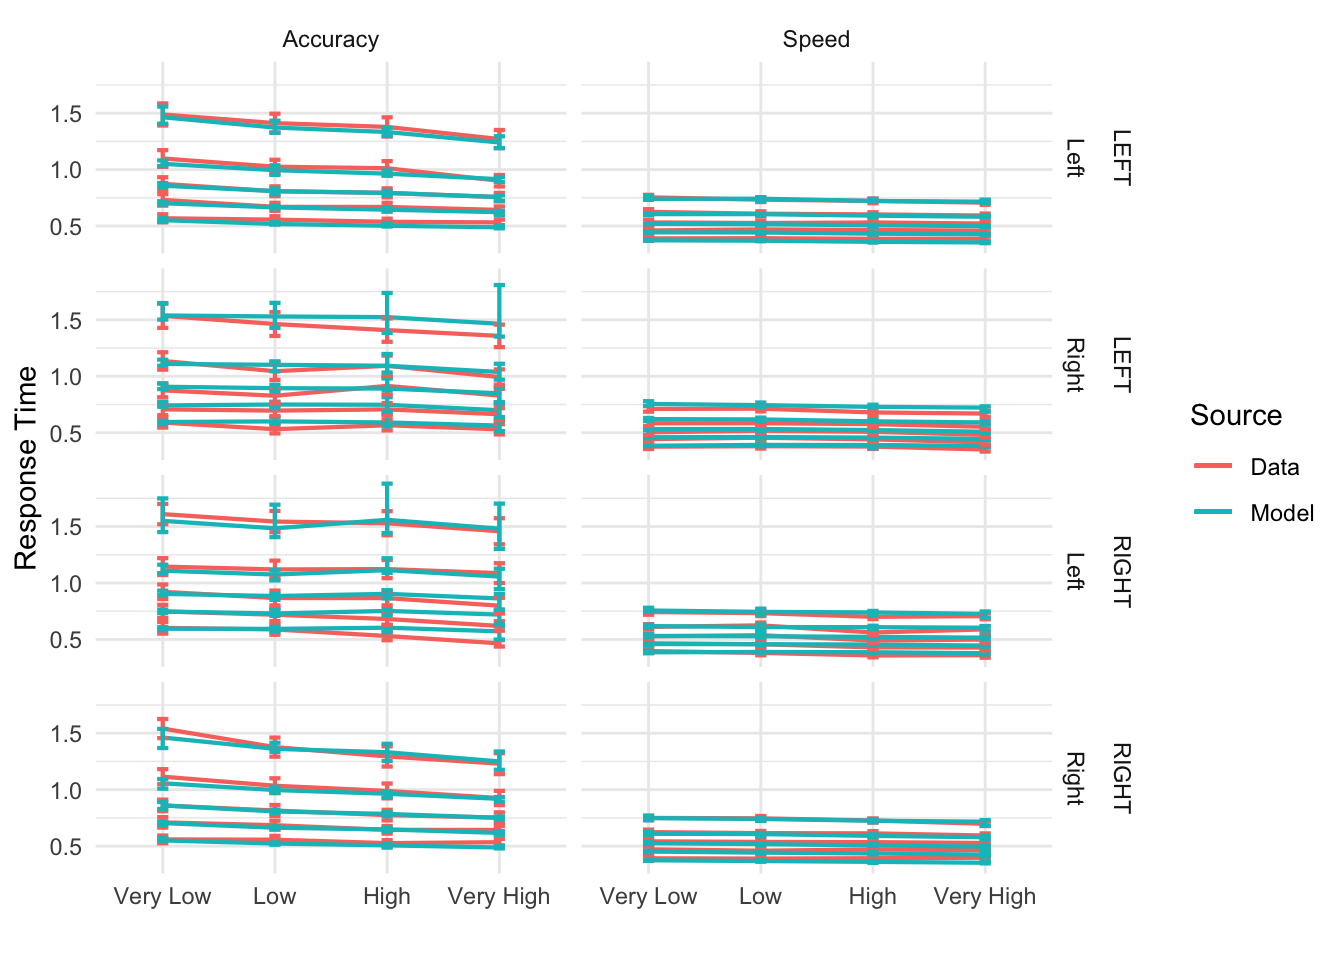 Accuracy Speed
1.5
1.0
0.5
Left LEFT
1.5
1.0
0.5
Right LEFT
1.5
1.0
0.5
Left RIGHT
1.5
1.0
0.5
Right RIGHT
Very Low Low High Very High Very Low Low High Very High
Response Time
Source
Data
Model